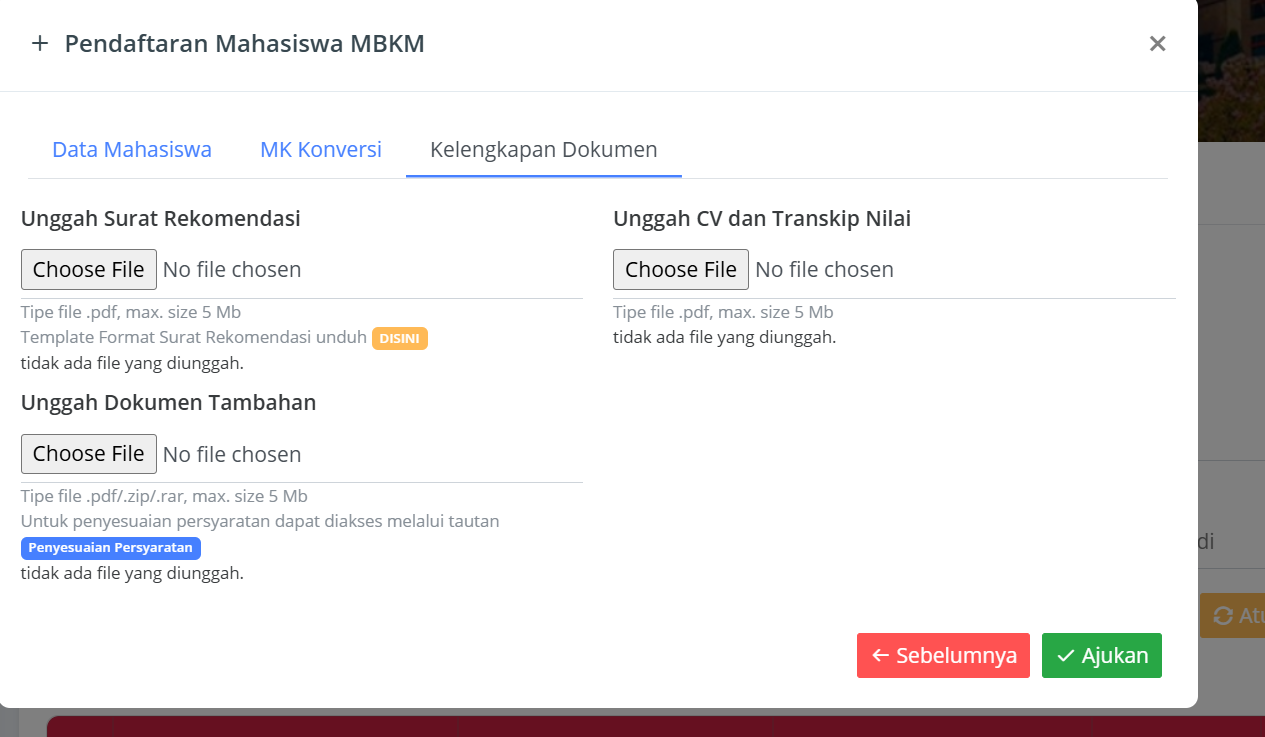 + Pendaftaran Mahasiswa MBKM ×
Data Mahasiswa MK Konversi Kelengkapan Dokumen
Unggah Surat Rekomendasi
Choose File No file chosen
Tipe file .pdf, max. size 5 Mb
Template Format Surat Rekomendasi unduh DISINI
tidak ada file yang diunggah.
Unggah CV dan Transkip Nilai
Choose File No file chosen
Tipe file .pdf, max. size 5 Mb
tidak ada file yang diunggah.
Unggah Dokumen Tambahan
Choose File No file chosen
Tipe file .pdf/.zip/.rar, max. size 5 Mb
Untuk penyesuaian persyaratan dapat diakses melalui tautan
Penyesuaian Persyaratan
tidak ada file yang diunggah.
di
Atu
← Sebelumnya ✓ Ajukan